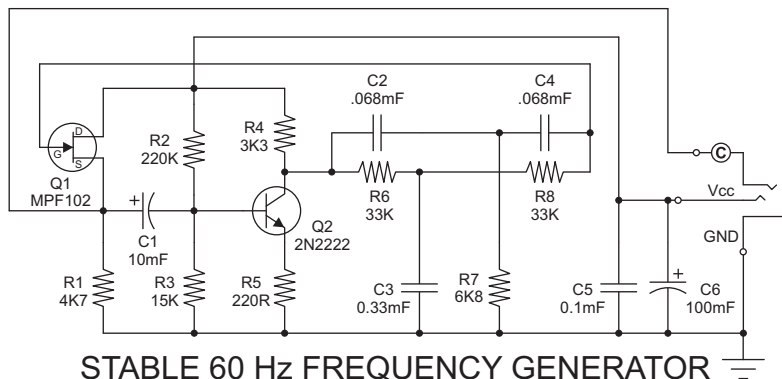 C2
.068mF
C4
.068mF
D
G
S
Q1
MPF102
R2
220K
R4
3K3
C
R6
33K
R8
33K
Vcc
+
C1
10mF
Q2
2N2222
GND
R1
4K7
R3
15K
R5
220R
C3
0.33mF
R7
6K8
C5
0.1mF
+
C6
100mF
STABLE 60 Hz FREQUENCY GENERATOR